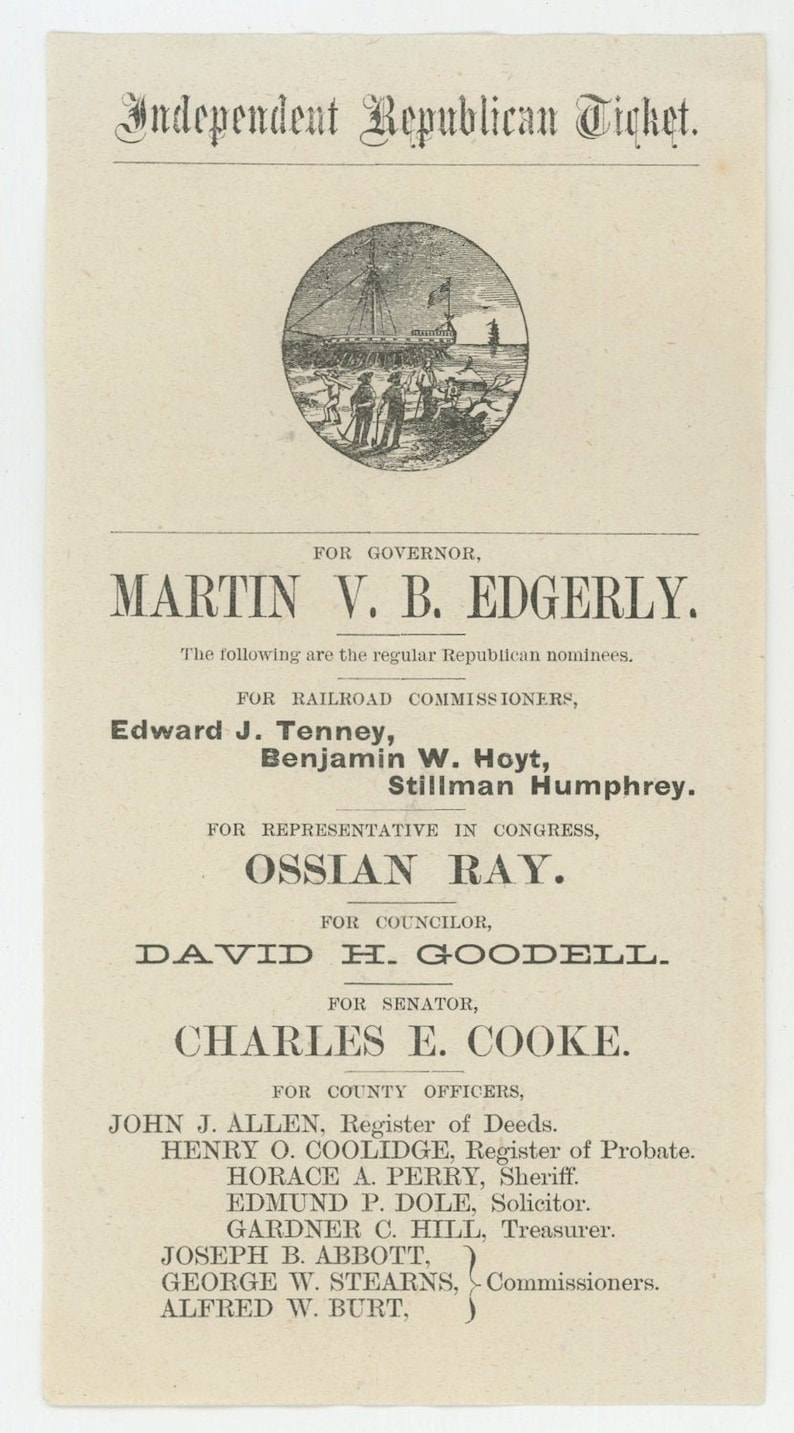 Independent Republican Ticket.
FOR GOVERNOR,
MARTIN V. B. EDGERLY.
The following are the regular Republican nominees.
FOR RAILROAD COMMISSIONERS,
Edward J. Tenney,
Benjamin W. Hoyt,
Stillman Humphrey.
FOR REPRESENTATIVE IN CONGRESS,
OSSIAN RAY.
FOR COUNCILOR,
DAVID H. GOODELL.
FOR SENATOR,
CHARLES E. COOKE.
FOR COUNTY OFFICERS,
JOHN J. ALLEN, Register of Deeds.
HENRY O. COOLIDGE, Register of Probate.
HORACE A. PERRY, Sheriff.
EDMUND P. DOLE, Solicitor.
GARDNER C. HILL, Treasurer.
JOSEPH B. ABBOTT,
GEORGE W. STEARNS, } Commissioners.
ALFRED W. BURT,